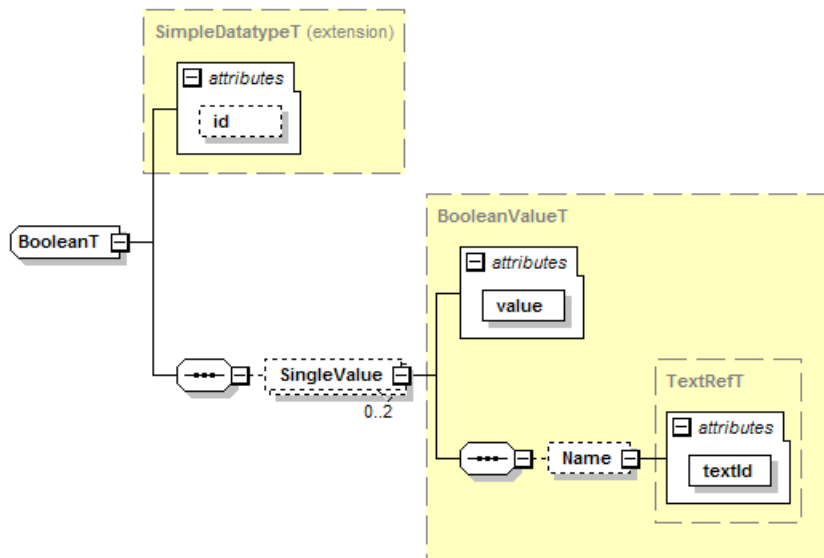 SimpleDatatypeT (extension)
attributes
id
BooleanT
BooleanValueT
attributes
value
SingleValue
0..2
TextRefT
attributes
Name
textId